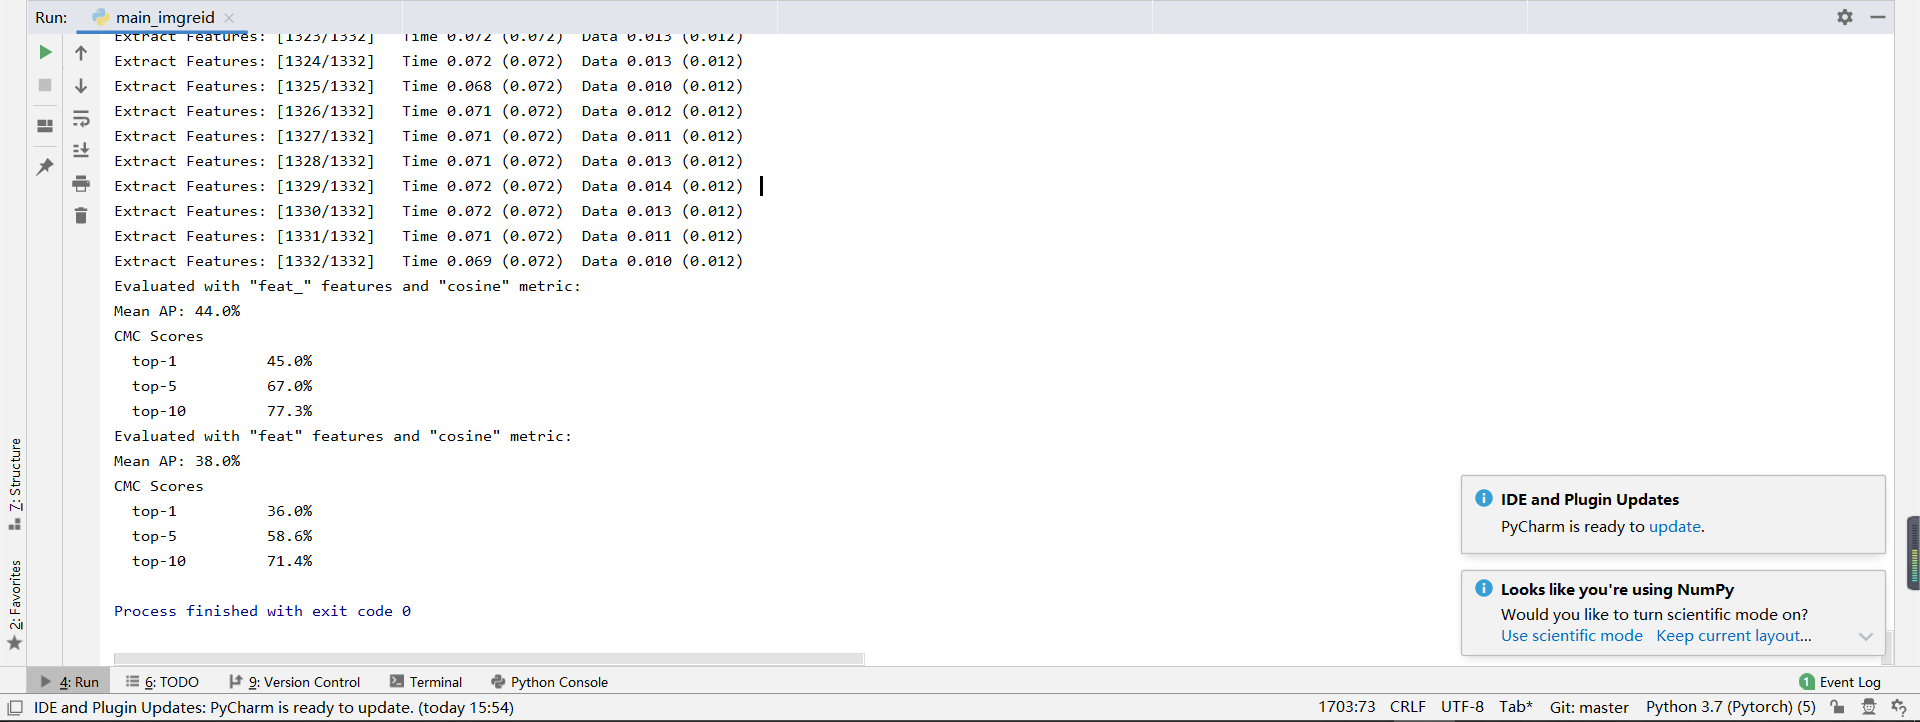 Run: main_imgreid
Extract Features: [1323/1332] Time 0.072 (0.072) Data 0.013 (0.012)
Extract Features: [1324/1332] Time 0.072 (0.072) Data 0.013 (0.012)
Extract Features: [1325/1332] Time 0.068 (0.072) Data 0.010 (0.012)
Extract Features: [1326/1332] Time 0.071 (0.072) Data 0.012 (0.012)
Extract Features: [1327/1332] Time 0.071 (0.072) Data 0.011 (0.012)
Extract Features: [1328/1332] Time 0.071 (0.072) Data 0.013 (0.012)
Extract Features: [1329/1332] Time 0.072 (0.072) Data 0.014 (0.012)
Extract Features: [1330/1332] Time 0.072 (0.072) Data 0.013 (0.012)
Extract Features: [1331/1332] Time 0.071 (0.072) Data 0.011 (0.012)
Extract Features: [1332/1332] Time 0.069 (0.072) Data 0.010 (0.012)
Evaluated with "feat_" features and "cosine" metric:
Mean AP: 44.0%
CMC Scores
top-1 45.0%
top-5 67.0%
top-10 77.3%
Evaluated with "feat" features and "cosine" metric:
Mean AP: 38.0%
CMC Scores
top-1 36.0%
top-5 58.6%
top-10 71.4%
Process finished with exit code 0
7: Structure
2: Favorites
IDE and Plugin Updates
PyCharm is ready to update.
Looks like you're using NumPy
Would you like to turn scientific mode on?
Use scientific mode Keep current layout...
4: Run 6: TODO 9: Version Control Terminal Python Console 1 Event Log
IDE and Plugin Updates: PyCharm is ready to update. (today 15:54) 1703:73 CRLF UTF-8 Tab* Git: master Python 3.7 (Pytorch) (5)